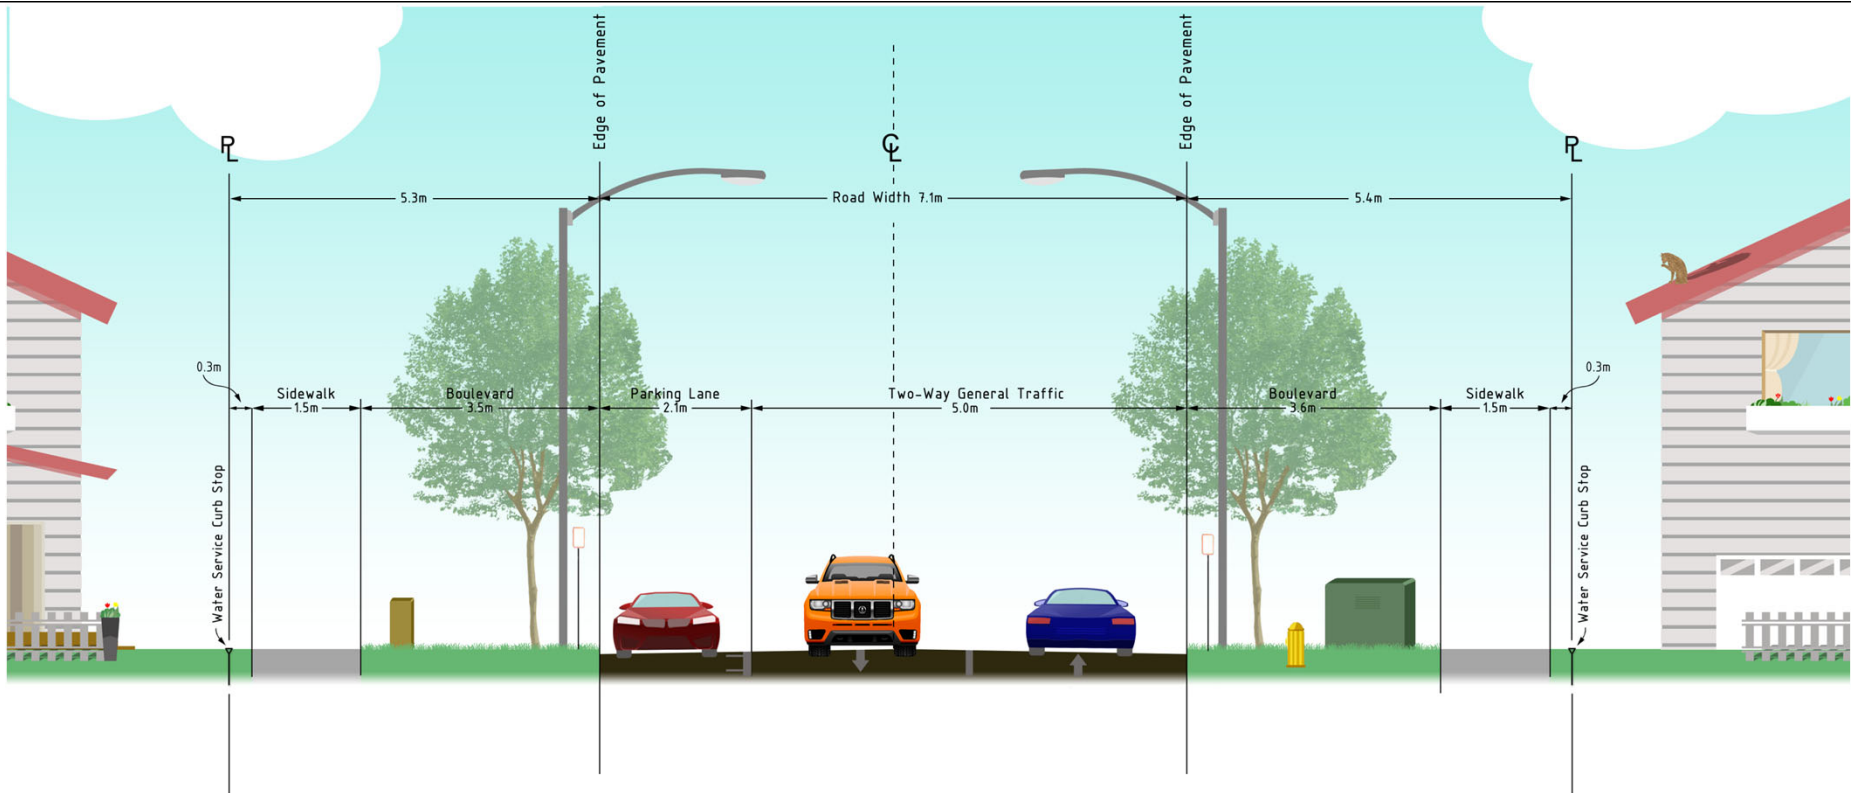 Edge of Pavement
Edge of Pavement
PL
CL
PL
5.3m
Road Width 7.1m
5.4m
0.3m
0.3m
Sidewalk
1.5m
Boulevard
3.5m
Parking Lane
2.1m
Two-Way General Traffic
5.0m
Boulevard
3.6m
Sidewalk
1.5m
Water Service Curb Stop
Water Service Curb Stop